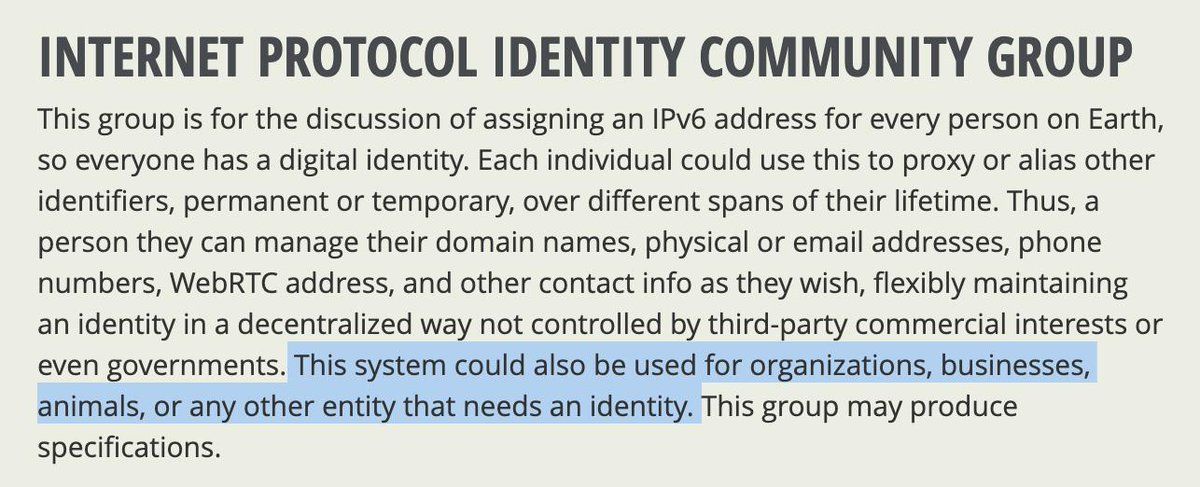 INTERNET PROTOCOL IDENTITY COMMUNITY GROUP
This group is for the discussion of assigning an IPv6 address for every person on Earth,
so everyone has a digital identity. Each individual could use this to proxy or alias other
identifiers, permanent or temporary, over different spans of their lifetime. Thus, a
person they can manage their domain names, physical or email addresses, phone
numbers, WebRTC address, and other contact info as they wish, flexibly maintaining
an identity in a decentralized way not controlled by third-party commercial interests or
even governments. This system could also be used for organizations, businesses,
animals, or any other entity that needs an identity. This group may produce
specifications.